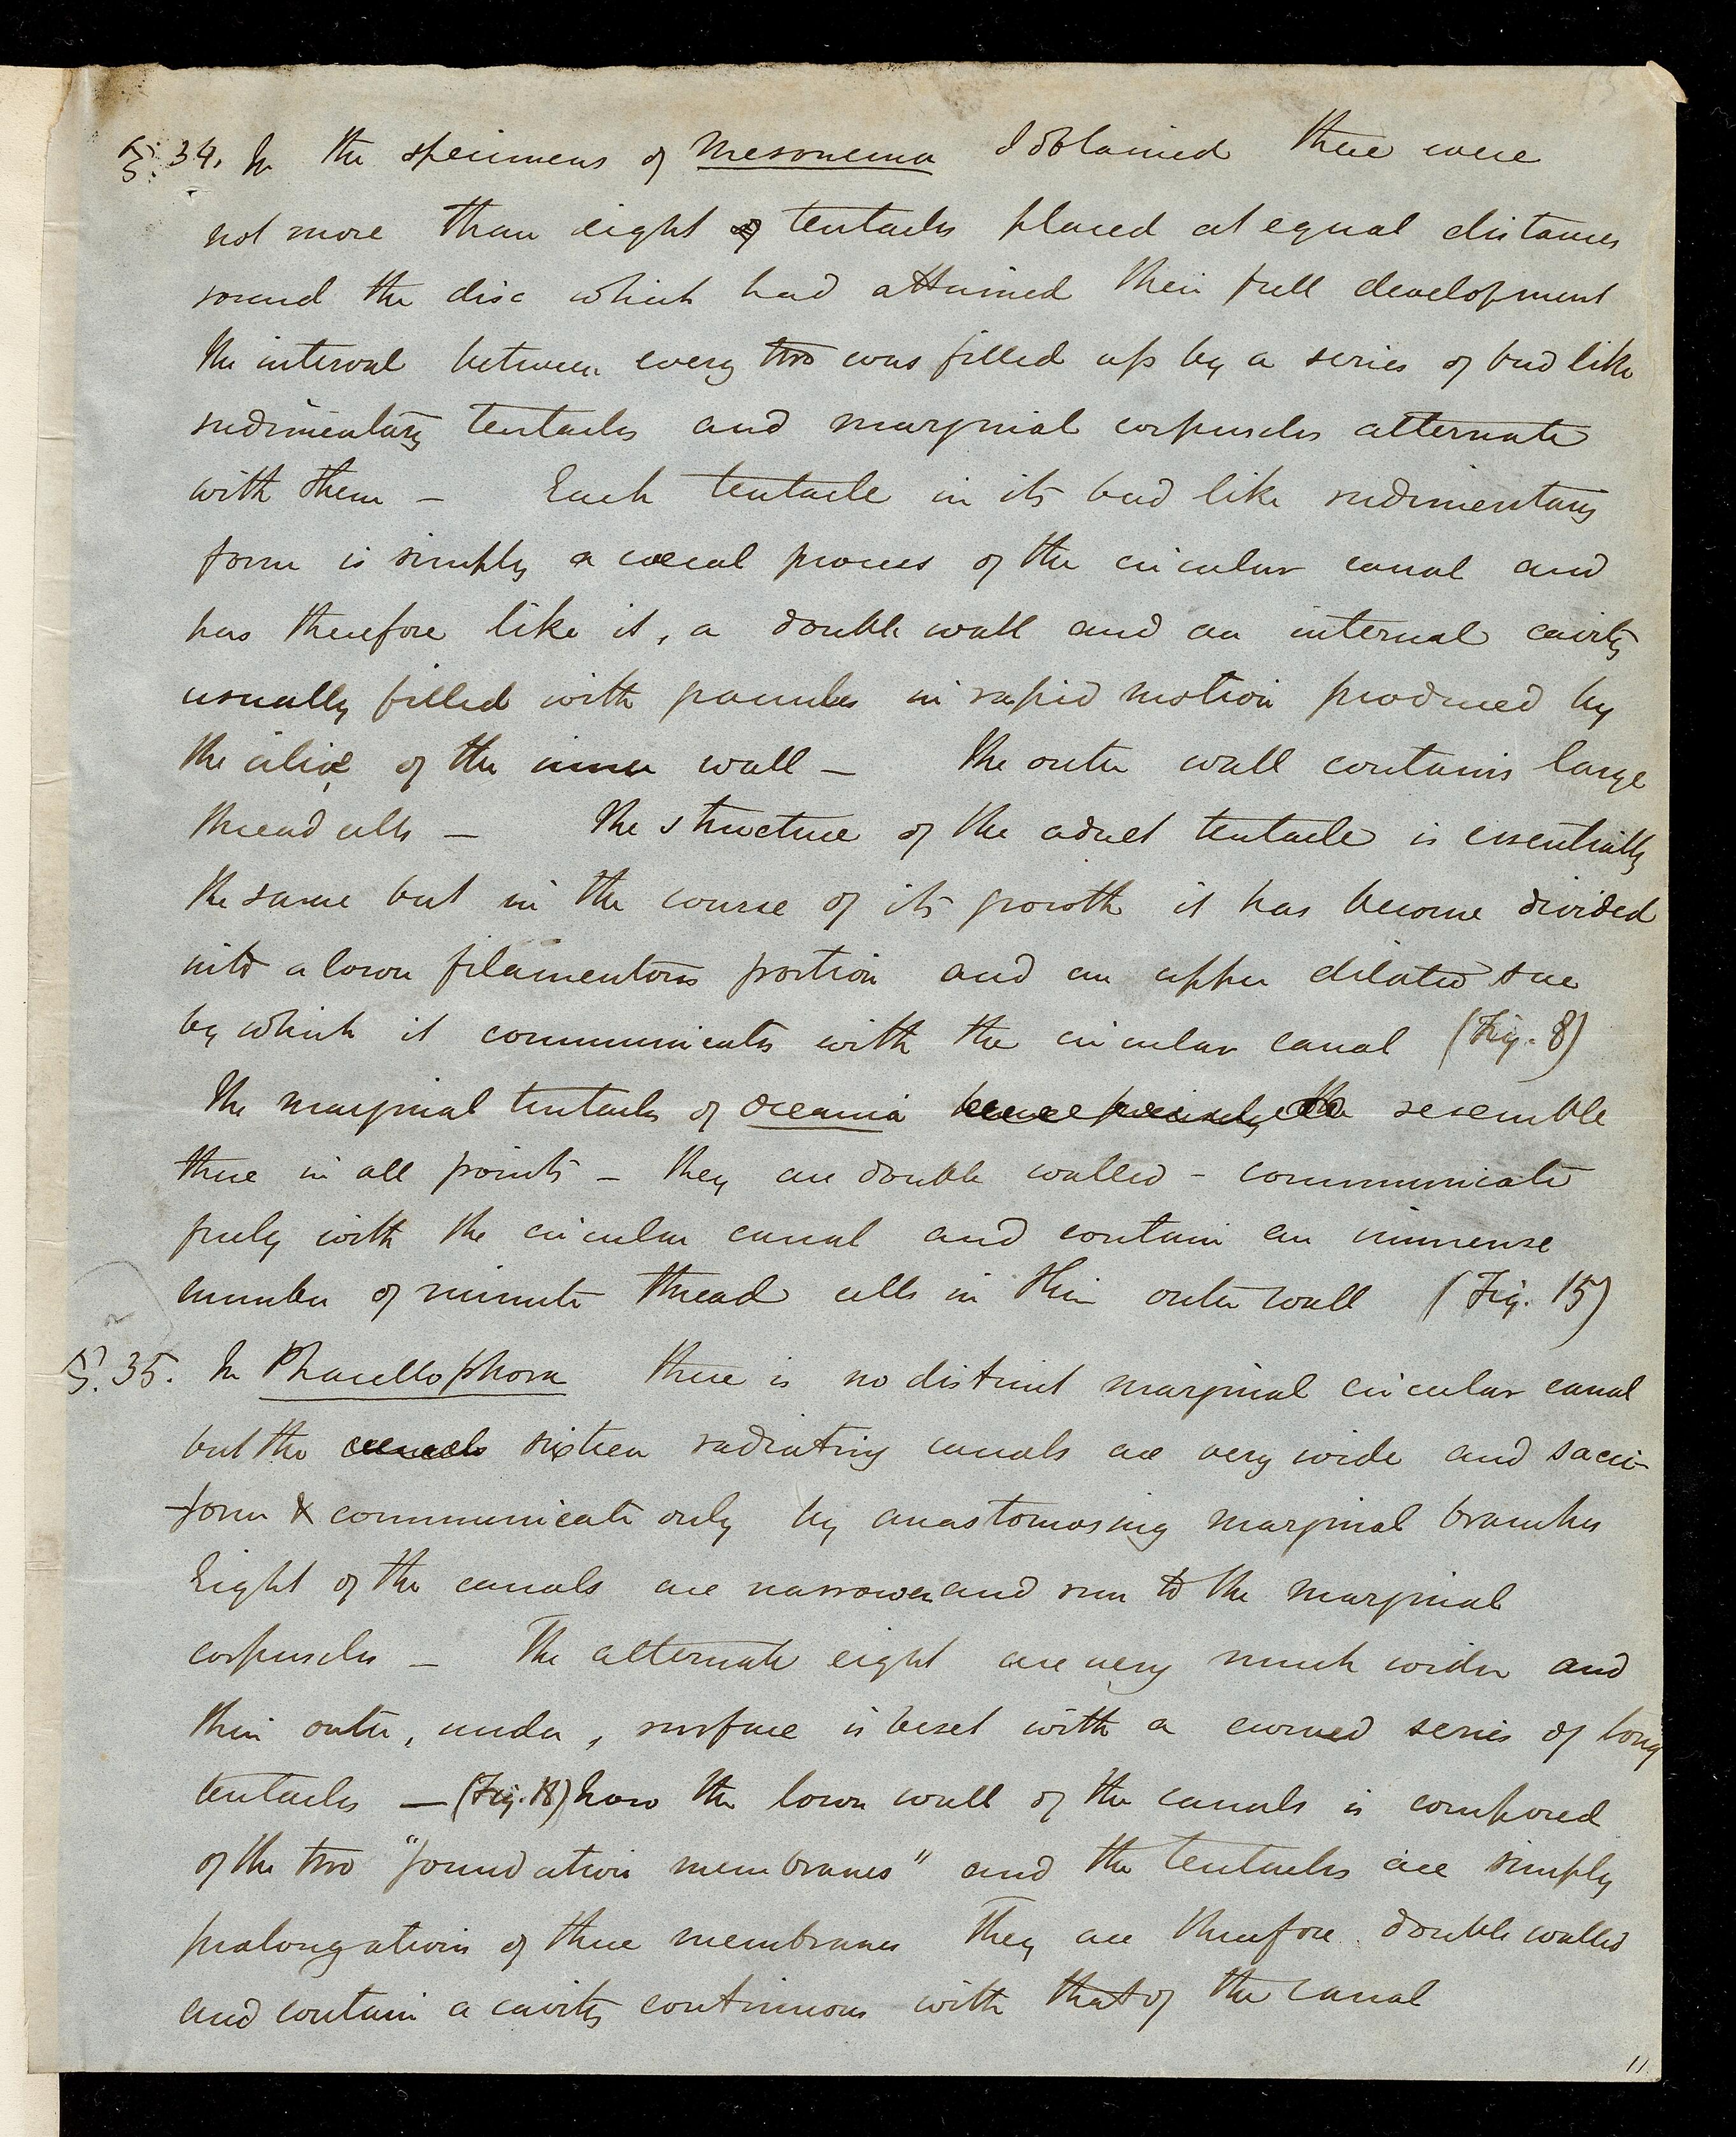 §. 34. In the specimens of Mesonema I obtained there were
not more than eight of tentacles placed at equal distances
round the disc which had attained their full development
the interval between every two was filled up by a series of bud like
rudimentary tentacles and marginal corpuscles alternate
with them – Each tentacle in its bud like rudimentary
form is simply a cœcal process of the circular canal and
has therefore like it, a double wall and an internal cavity
usually filled with granules in rapid motion produced by
the cilia of the inner wall – The outer wall contains large
thread cells – The structure of the adult tentacle is essentially
the same but in the course of its growth it has become divided
into a lower filamentous portion and an upper dilated sac
by which it communicates with the circular canal (Fig. 8)
The marginal tentacles of Oceania resemble
these in all points – they are double walled – communicate
freely with the circular canal and contain an immense
number of minute thread cells in their outer wall (Fig. 15)
§. 35. In Phacellophora there is no distinct marginal circular canal
but the canals sixteen radiating canals are very wide and sacci-
-form & communicate only by anastomosing marginal branches
Eight of the canals are narrower and run to the marginal
corpuscles – The alternate eight are very much wider and
their outer, under, surface is beset with a curved series of long
tentacles – (Fig. 18) Now the lower wall of the canals is composed
of the two "foundation membranes" and the tentacles are simply
prolongations of these membranes They are therefore double walled
and contain a cavity continuous with that of the canal
11